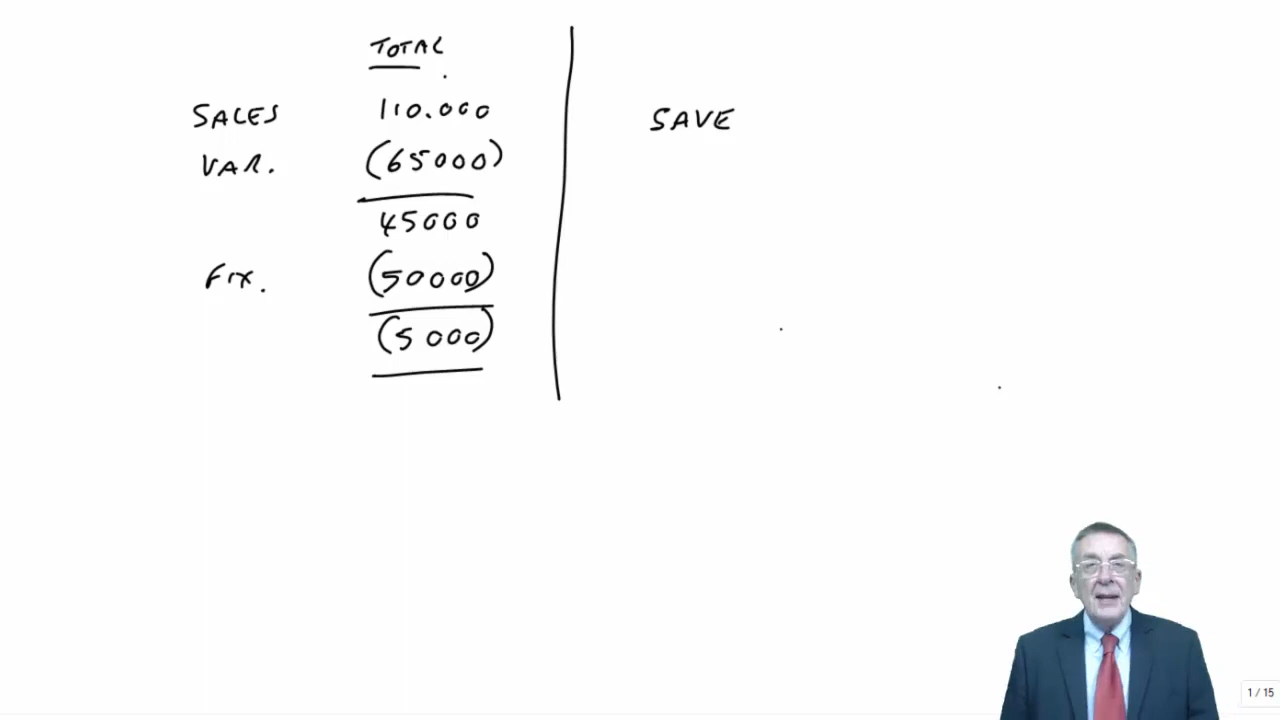 TOTAL
SALES 110.000 SAVE
VAR. (65000)
45000
FIX. (50000)
(5000)
1 / 15